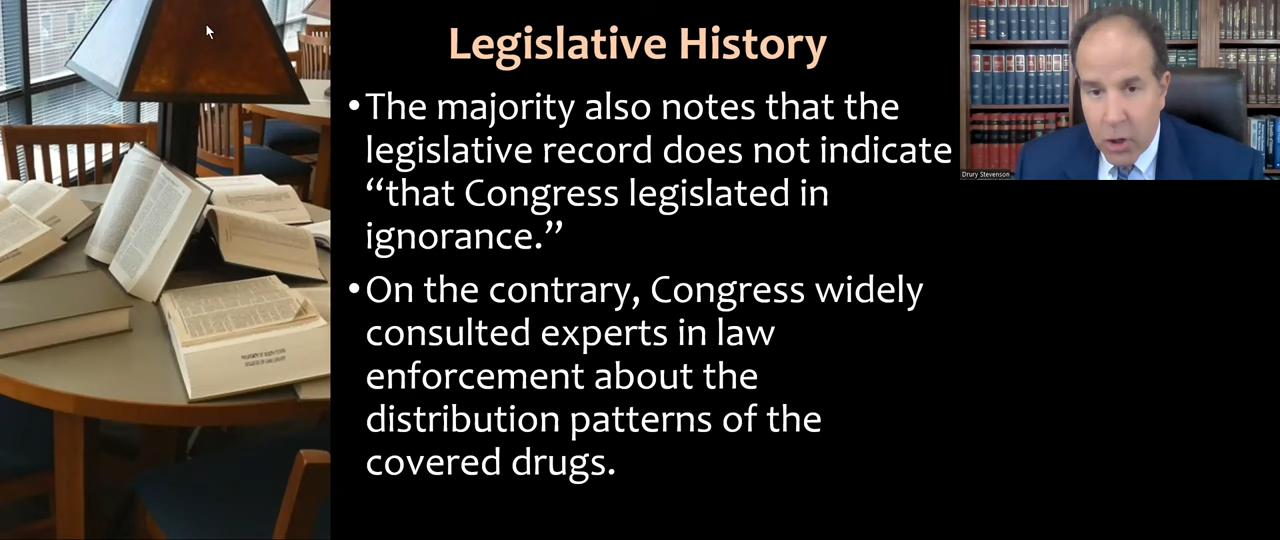 Legislative History
•The majority also notes that the
legislative record does not indicate
“that Congress legislated in
ignorance.”
•On the contrary, Congress widely
consulted experts in law
enforcement about the
distribution patterns of the
covered drugs.
Drury Stevenson